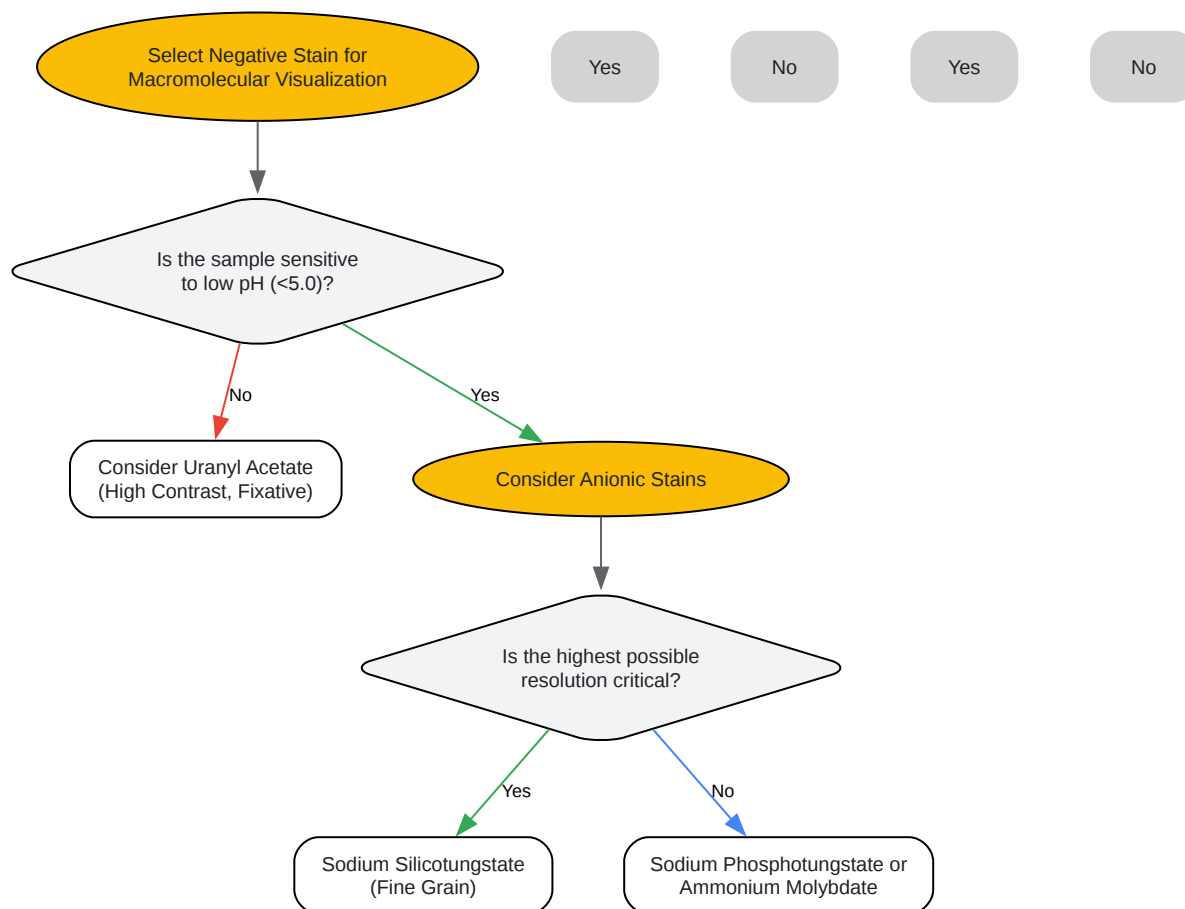 Select Negative Stain for
Macromolecular Visualization
Yes
No
Yes
No
Is the sample sensitive
to low pH (<5.0)?
No
Yes
Consider Uranyl Acetate
(High Contrast, Fixative)
Consider Anionic Stains
Is the highest possible
resolution critical?
Yes
No
Sodium Silicotungstate
(Fine Grain)
Sodium Phosphotungstate or
Ammonium Molybdate